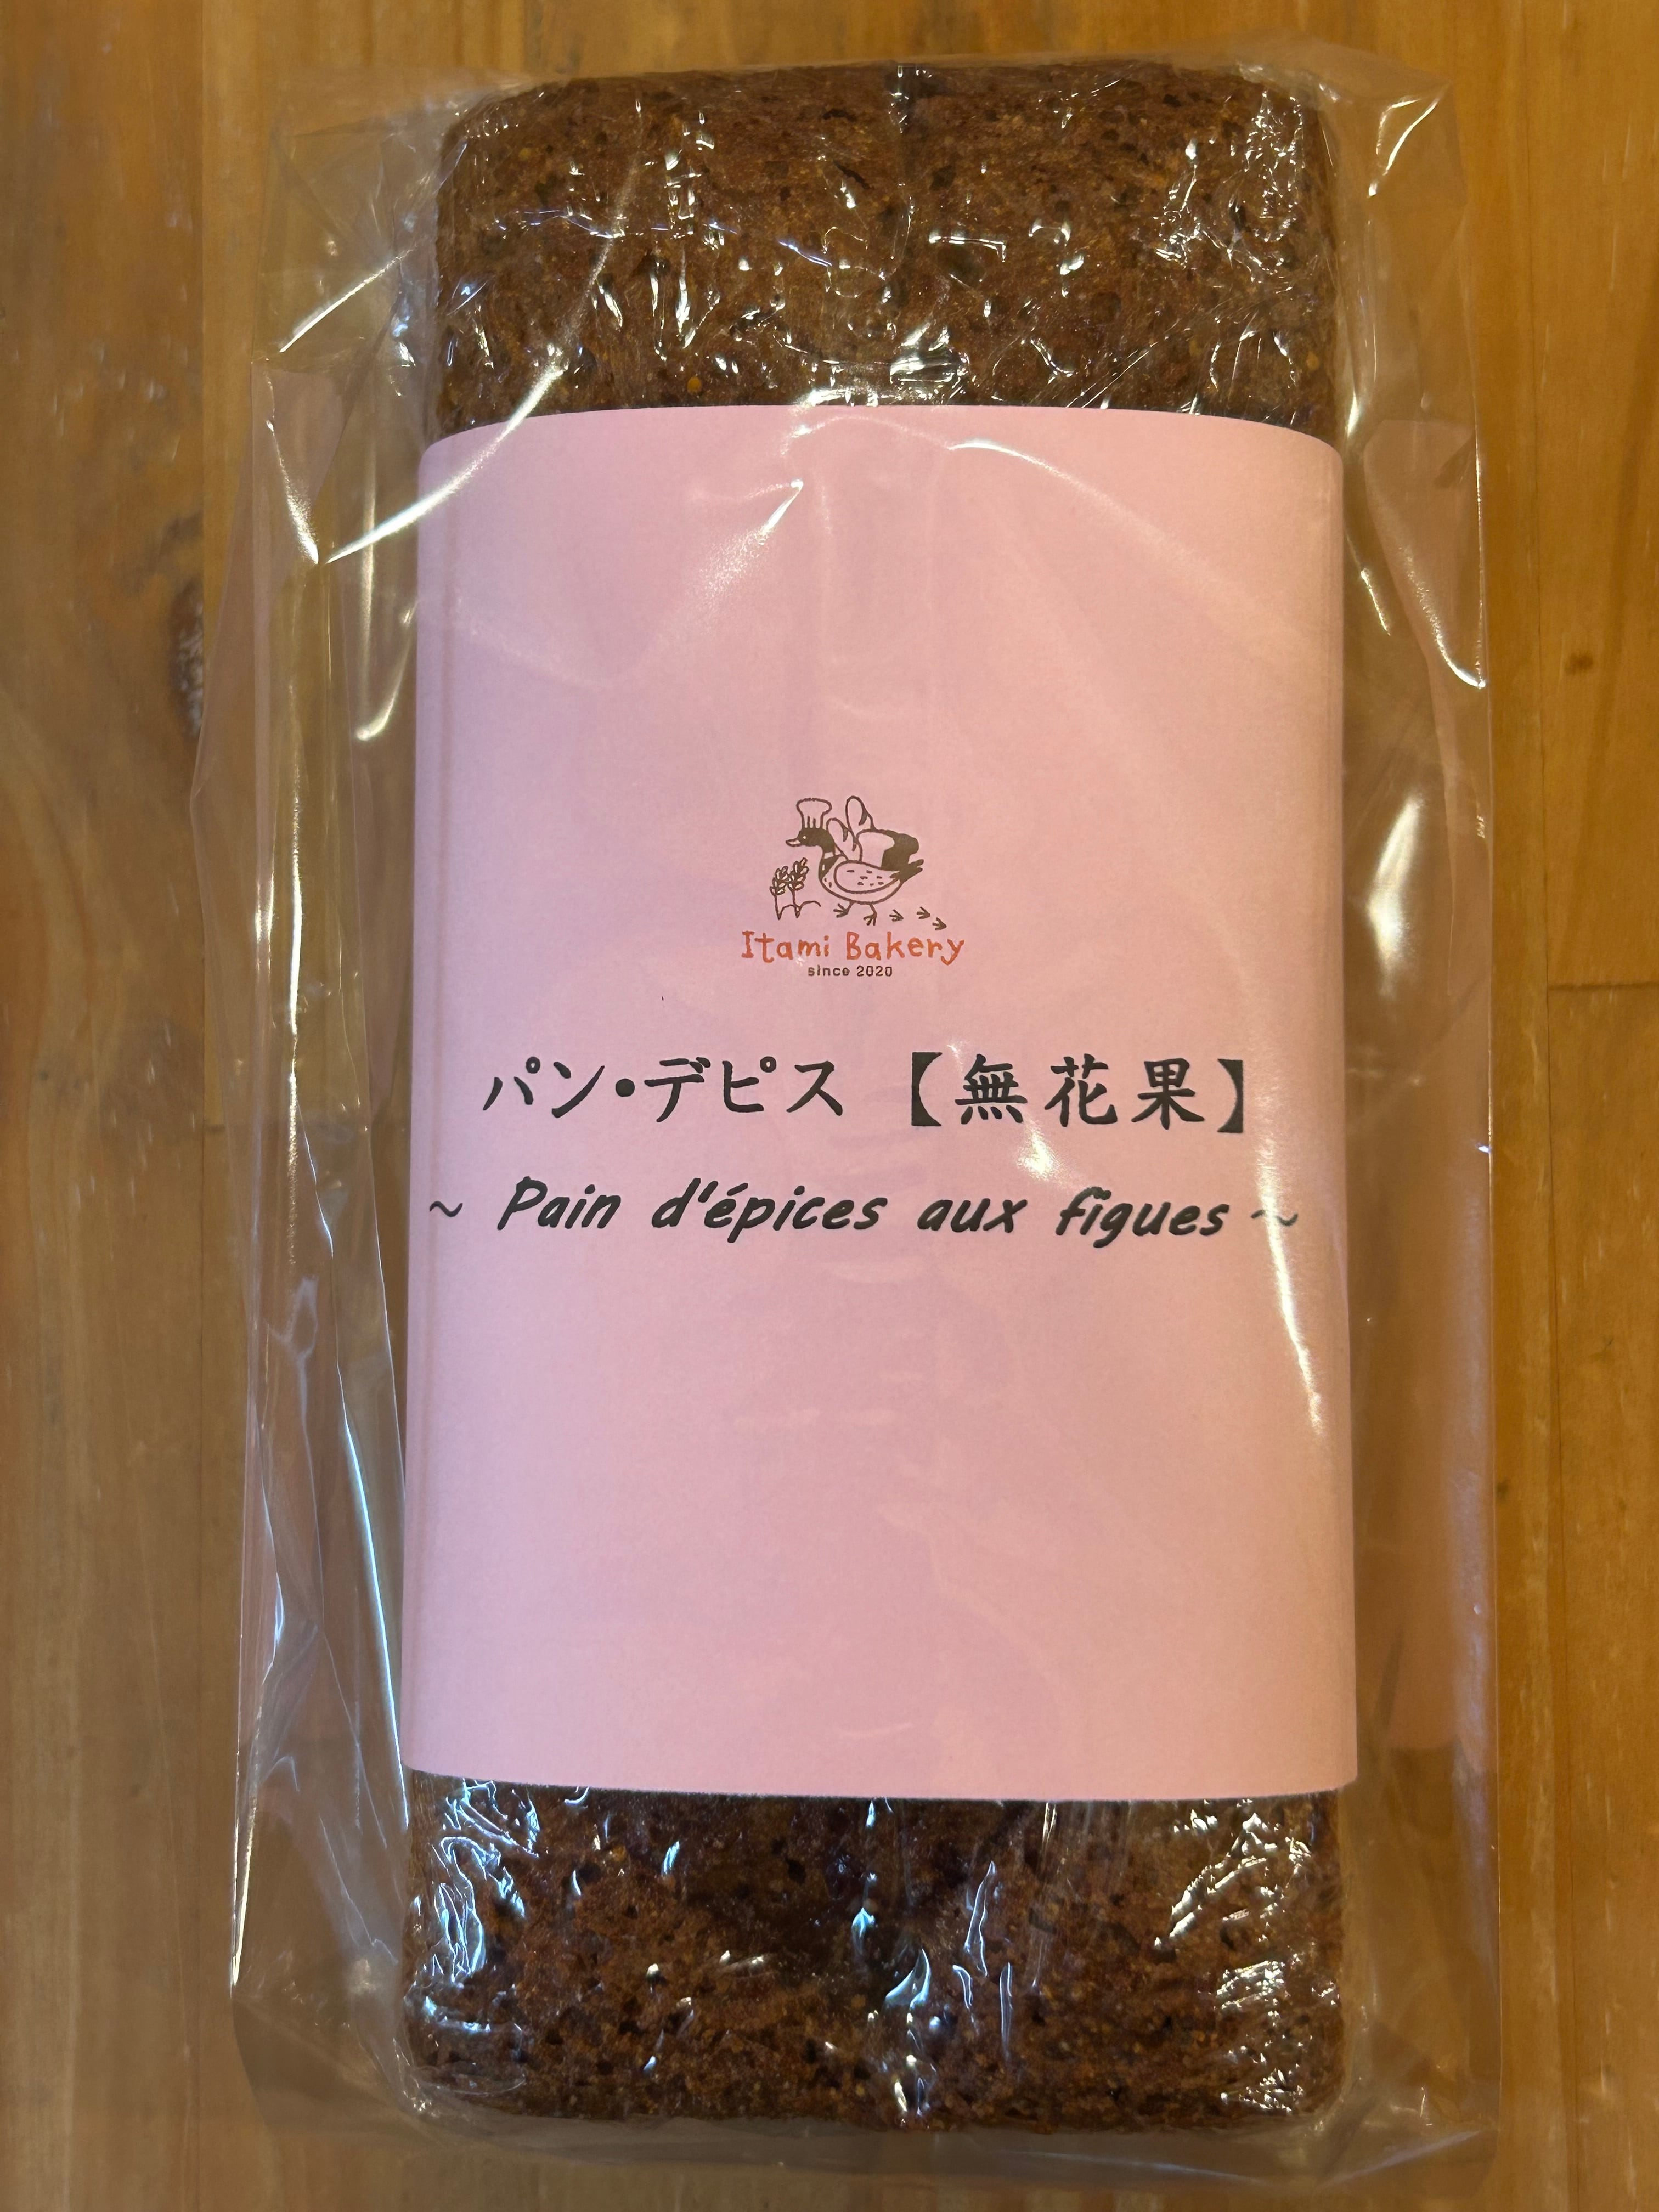 Itami Bakery
since 2020
パン・デピス【無花果】
~ Pain d'épices aux figues ~